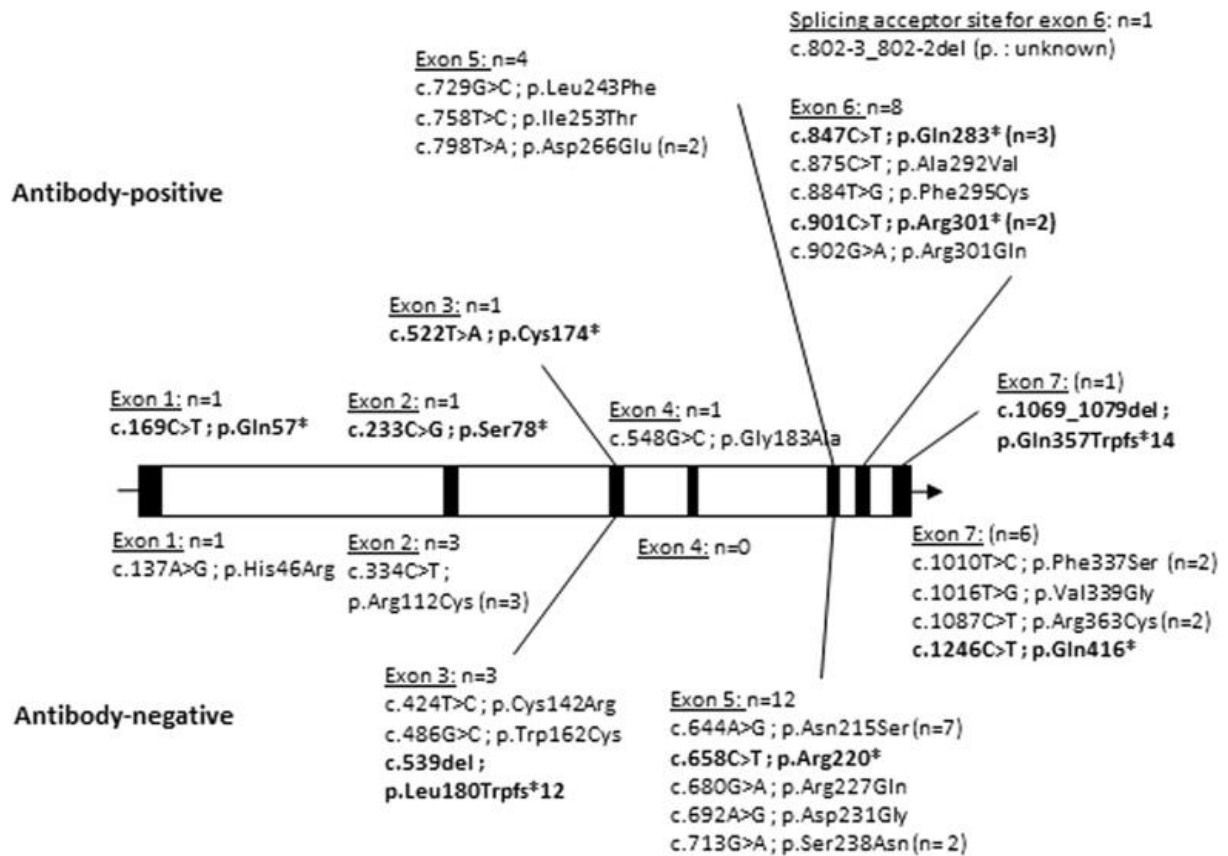 Splicing acceptor site for exon 6: n=1
c.802-3_802-2del (p. : unknown)
Exon 5: n=4
c.729G>C ; p.Leu243Phe
c.758T>C ; p.Ile253Thr
c.798T>A ; p.Asp266Glu (n=2)
Exon 6: n=8
c.847C>T ; p.Gln283* (n=3)
c.875C>T ; p.Ala292Val
c.884T>G ; p.Phe295Cys
c.901C>T ; p.Arg301* (n=2)
c.902G>A ; p.Arg301Gln
Antibody-positive
Exon 3: n=1
c.522T>A ; p.Cys174*
Exon 1: n=1
c.169C>T ; p.Gln57*
Exon 2: n=1
c.233C>G ; p.Ser78*
Exon 4: n=1
c.548G>C ; p.Gly183Ala
Exon 7: (n=1)
c.1069_1079del ;
p.Gln357Trpfs*14
Exon 1: n=1
c.137A>G ; p.His46Arg
Exon 2: n=3
c.334C>T ;
p.Arg112Cys (n=3)
Exon 4: n=0
Exon 7: (n=6)
c.1010T>C ; p.Phe337Ser (n=2)
c.1016T>G ; p.Val339Gly
c.1087C>T ; p.Arg363Cys (n=2)
c.1246C>T ; p.Gln416*
Antibody-negative
Exon 3: n=3
c.424T>C ; p.Cys142Arg
c.486G>C ; p.Trp162Cys
c.539del ;
p.Leu180Trpfs*12
Exon 5: n=12
c.644A>G ; p.Asn215Ser (n=7)
c.658C>T ; p.Arg220*
c.680G>A ; p.Arg227Gln
c.692A>G ; p.Asp231Gly
c.713G>A ; p.Ser238Asn (n= 2)